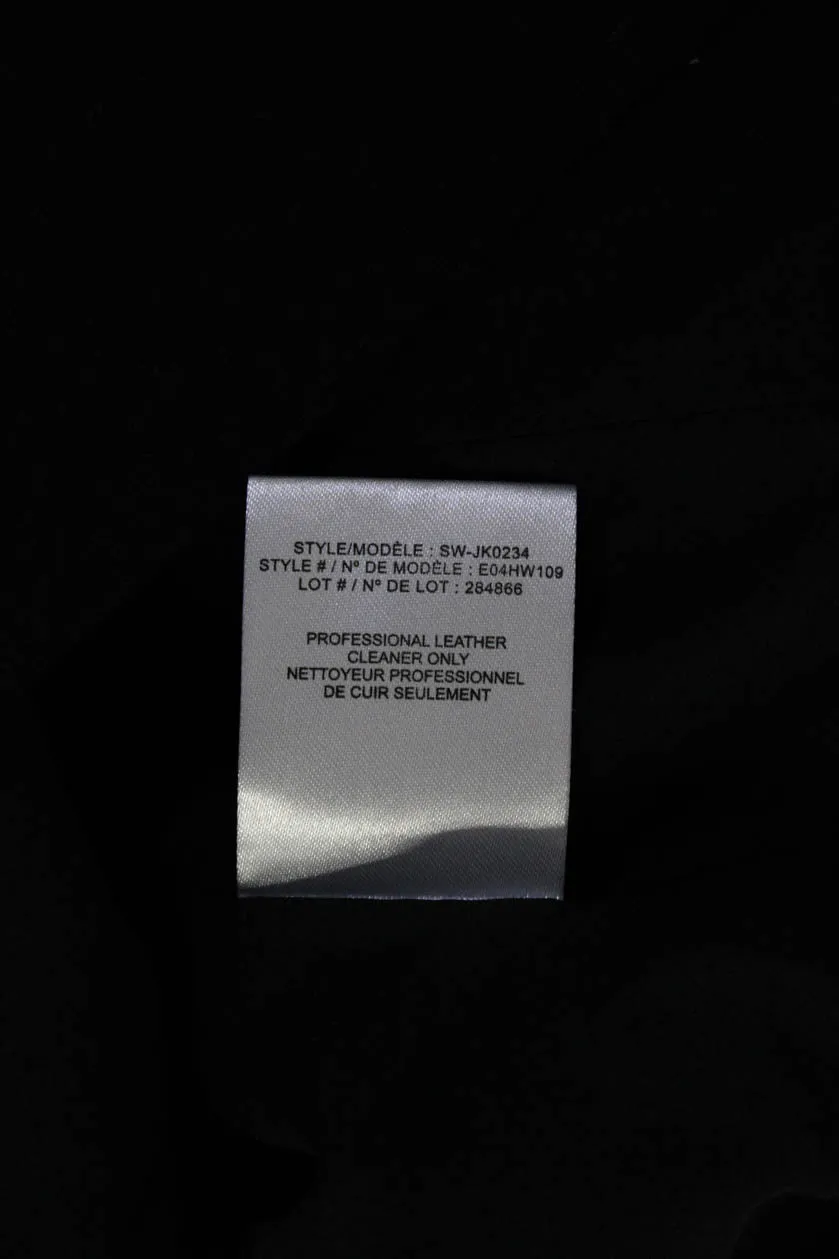 STYLE/MODÈLE : SW-JK0234
STYLE # / Nº DE MODÈLE : E04HW109
LOT # / Nº DE LOT : 284866
PROFESSIONAL LEATHER
CLEANER ONLY
NETTOYEUR PROFESSIONNEL
DE CUIR SEULEMENT